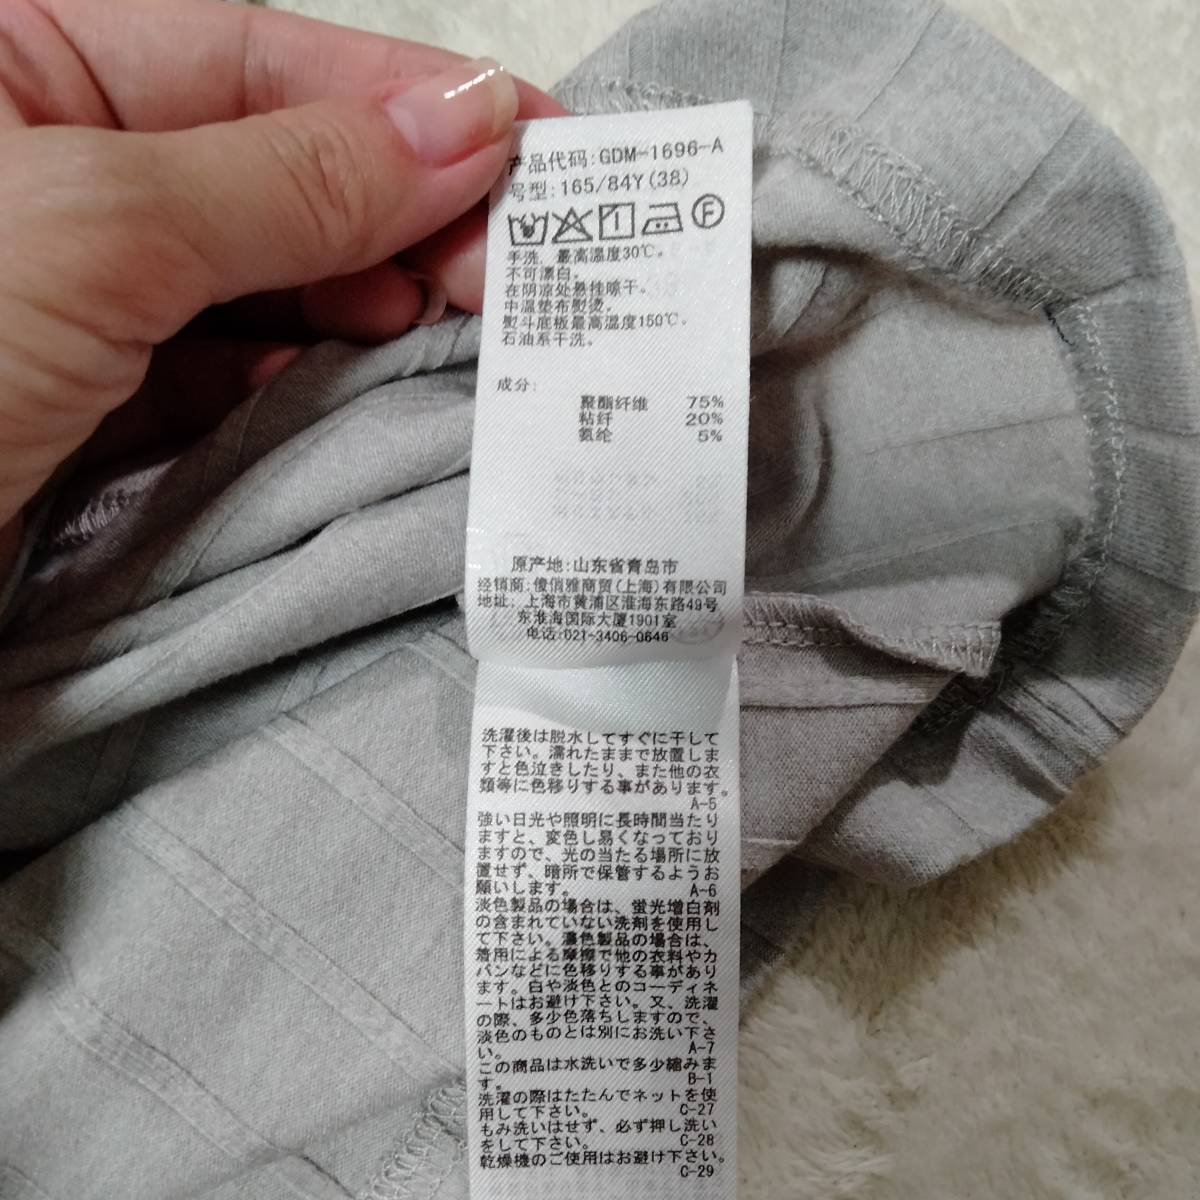 产品代码:GDM-1696-A
号型:165/84Y(38)
F
手洗，最高温度30℃。
不可漂白。
在阴凉处悬挂晾干。
中温垫布熨烫。
熨斗底板最高温度150℃。
石油系干洗。
成分:
聚酯纤维 75%
粘纤 20%
氨纶 5%
原产地:山东省青岛市
经销商:俊俏雅商贸(上海)有限公司
地址: 上海市黄浦区淮海东路49号
东淮海国际大厦1901室
电话:021-3406-0646
洗濯後は脱水してすぐに干して
下さい。濡れたままで放置しま
すと色泣きしたり、また他の衣
類等に色移りする事があります。
A-5
強い日光や照明に長時間当たり
ますと、変色し易くなっており
ますので、光の当たる場所に放
置せず、暗所で保管するようお
願いします。 A-6
淡色製品の場合は、蛍光増白剤
の含まれていない洗剤を使用し
て下さい。濃色製品の場合は、
着用による摩擦で他の衣料やカ
バンなどに色移りする事があり
ます。白や淡色とのコーディネ
ートはお避け下さい。又、洗濯
の際、多少色落ちしますので、
淡色のものとは別にお洗い下さ
い。 A-7
この商品は水洗いで多少縮みま
す。 B-1
洗濯の際はたたんでネットを使
用して下さい。 C-27
もみ洗いはせず、必ず押し洗い
をして下さい。 C-28
乾燥機のご使用はお避け下さい。
C-29